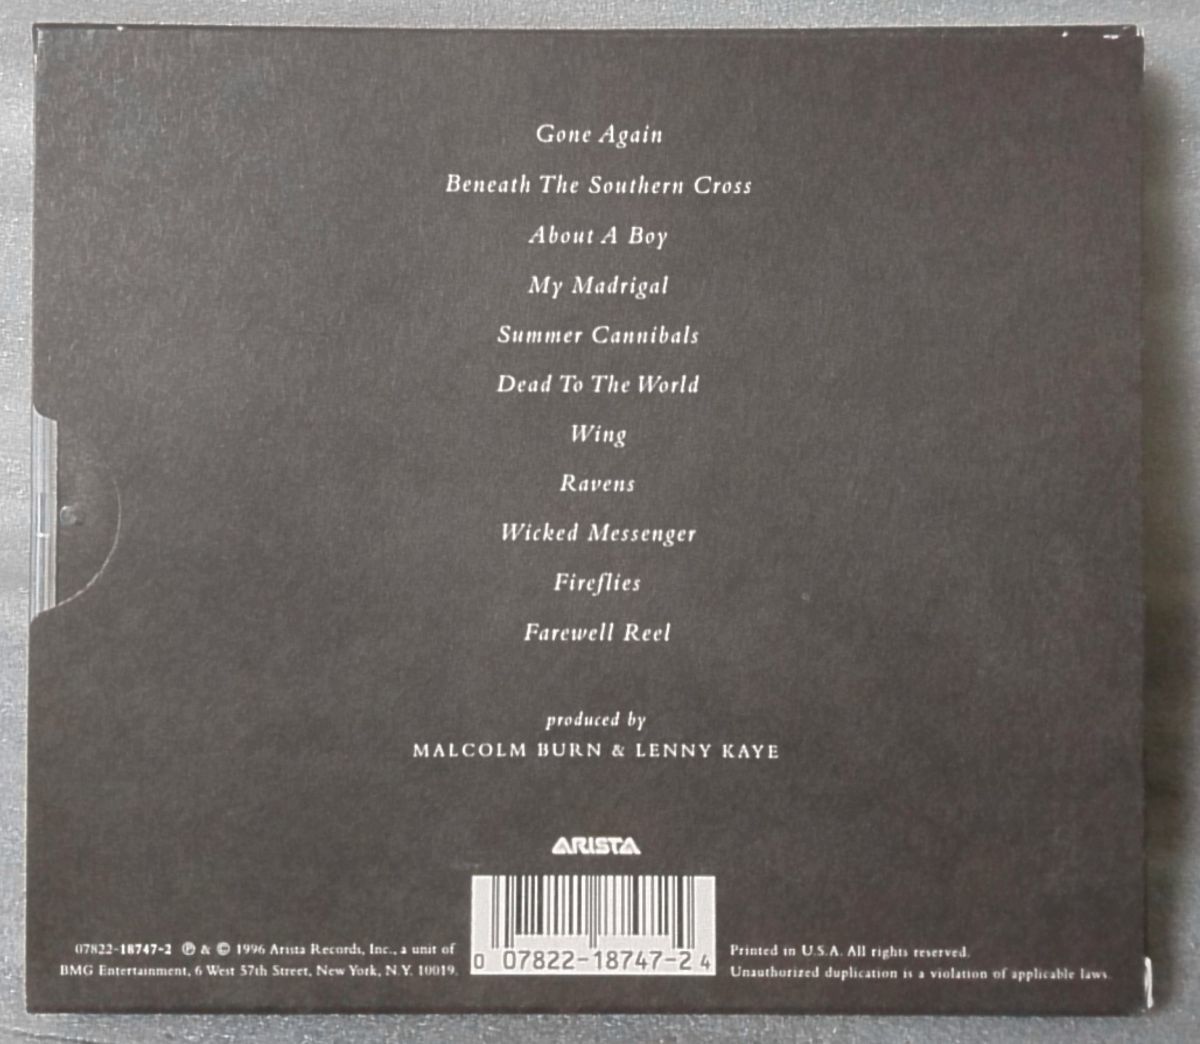 Gone Again
Beneath The Southern Cross
About A Boy
My Madrigal
Summer Cannibals
Dead To The World
Wing
Ravens
Wicked Messenger
Fireflies
Farewell Reel
produced by
MALCOLM BURN & LENNY KAYE
ARISTA
07822-18747-2 ℗ & © 1996 Arista Records, Inc., a unit of
BMG Entertainment, 6 West 57th Street, New York, N.Y. 10019.
0 07822-18747-2 4
Printed in U.S.A. All rights reserved.
Unauthorized duplication is a violation of applicable laws.